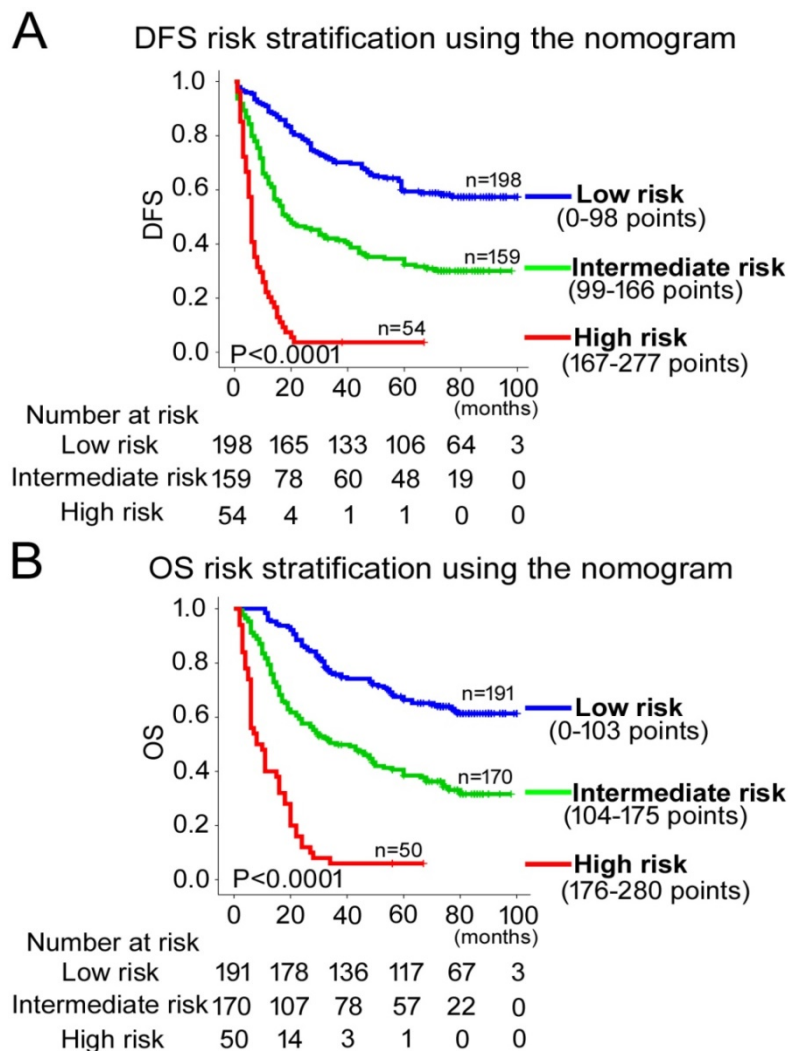 A
DFS risk stratification using the nomogram
1.0
0.8
0.6
0.4
0.2
0.0
DFS
n=198
n=159
n=54
P<0.0001
Low risk
(0-98 points)
Intermediate risk
(99-166 points)
High risk
(167-277 points)
0 20 40 60 80 100
(months)
Number at risk
Low risk 198 165 133 106 64 3
Intermediate risk 159 78 60 48 19 0
High risk 54 4 1 1 0 0
B
OS risk stratification using the nomogram
1.0
0.8
0.6
0.4
0.2
0.0
OS
n=191
n=170
n=50
P<0.0001
Low risk
(0-103 points)
Intermediate risk
(104-175 points)
High risk
(176-280 points)
0 20 40 60 80 100
(months)
Number at risk
Low risk 191 178 136 117 67 3
Intermediate risk 170 107 78 57 22 0
High risk 50 14 3 1 0 0